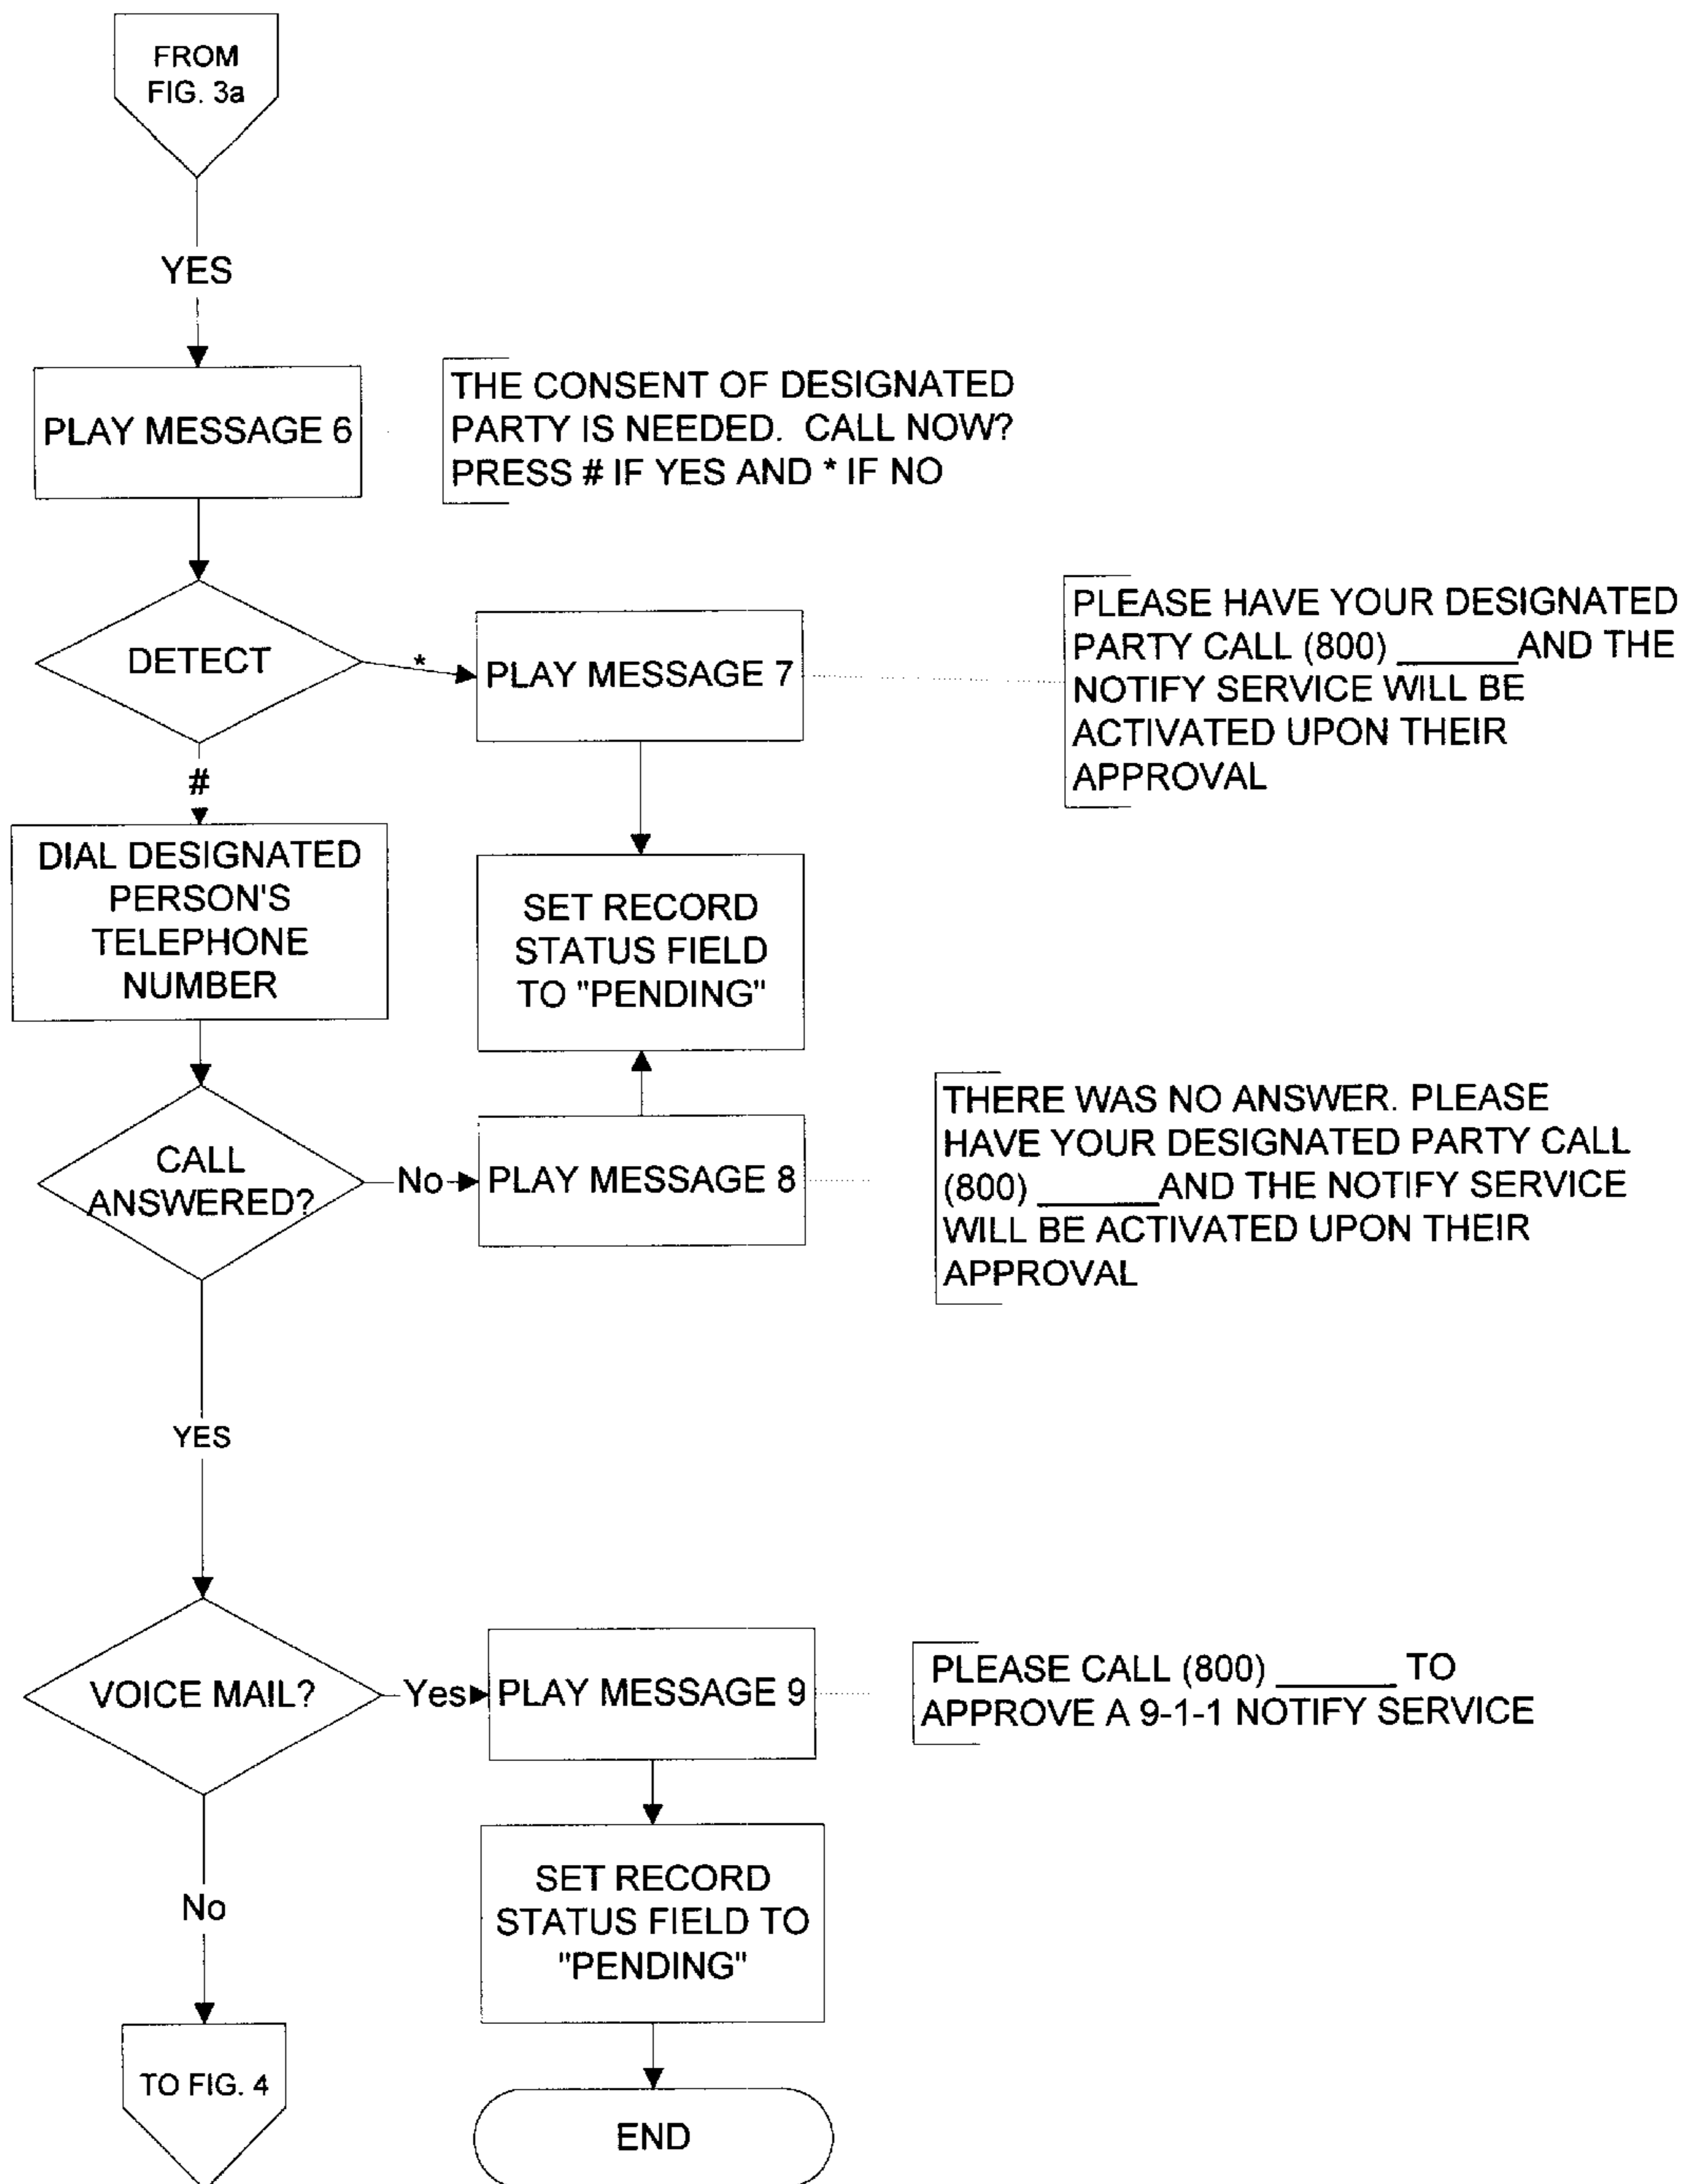 FROM
FIG. 3a
YES
PLAY MESSAGE 6
THE CONSENT OF DESIGNATED
PARTY IS NEEDED. CALL NOW?
PRESS # IF YES AND * IF NO
DETECT
*
PLAY MESSAGE 7
PLEASE HAVE YOUR DESIGNATED
PARTY CALL (800) ______AND THE
NOTIFY SERVICE WILL BE
ACTIVATED UPON THEIR
APPROVAL
#
DIAL DESIGNATED
PERSON'S
TELEPHONE
NUMBER
SET RECORD
STATUS FIELD
TO "PENDING"
CALL
ANSWERED?
No
PLAY MESSAGE 8
THERE WAS NO ANSWER. PLEASE
HAVE YOUR DESIGNATED PARTY CALL
(800) ______AND THE NOTIFY SERVICE
WILL BE ACTIVATED UPON THEIR
APPROVAL
YES
VOICE MAIL?
Yes
PLAY MESSAGE 9
PLEASE CALL (800) ______ TO
APPROVE A 9-1-1 NOTIFY SERVICE
No
SET RECORD
STATUS FIELD TO
"PENDING"
TO FIG. 4
END